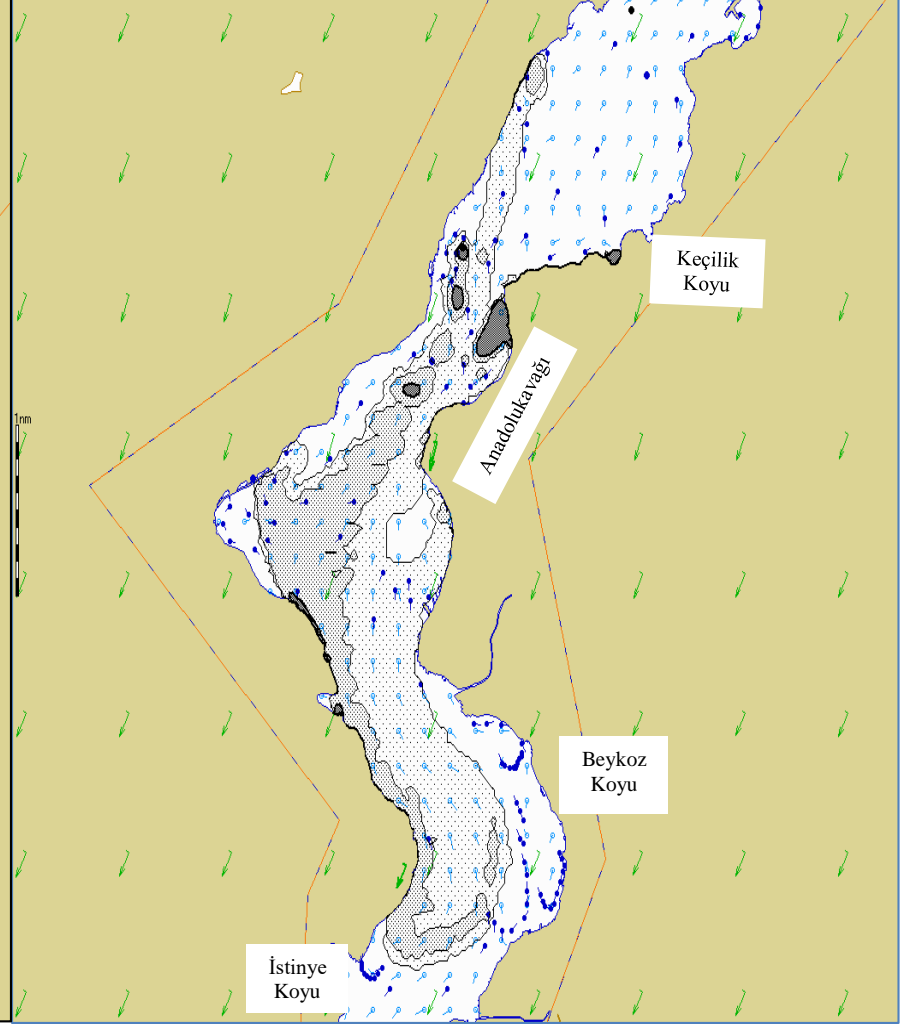 Keçilik
Koyu
Anadolukavağı
1nm
Beykoz
Koyu
İstinye
Koyu